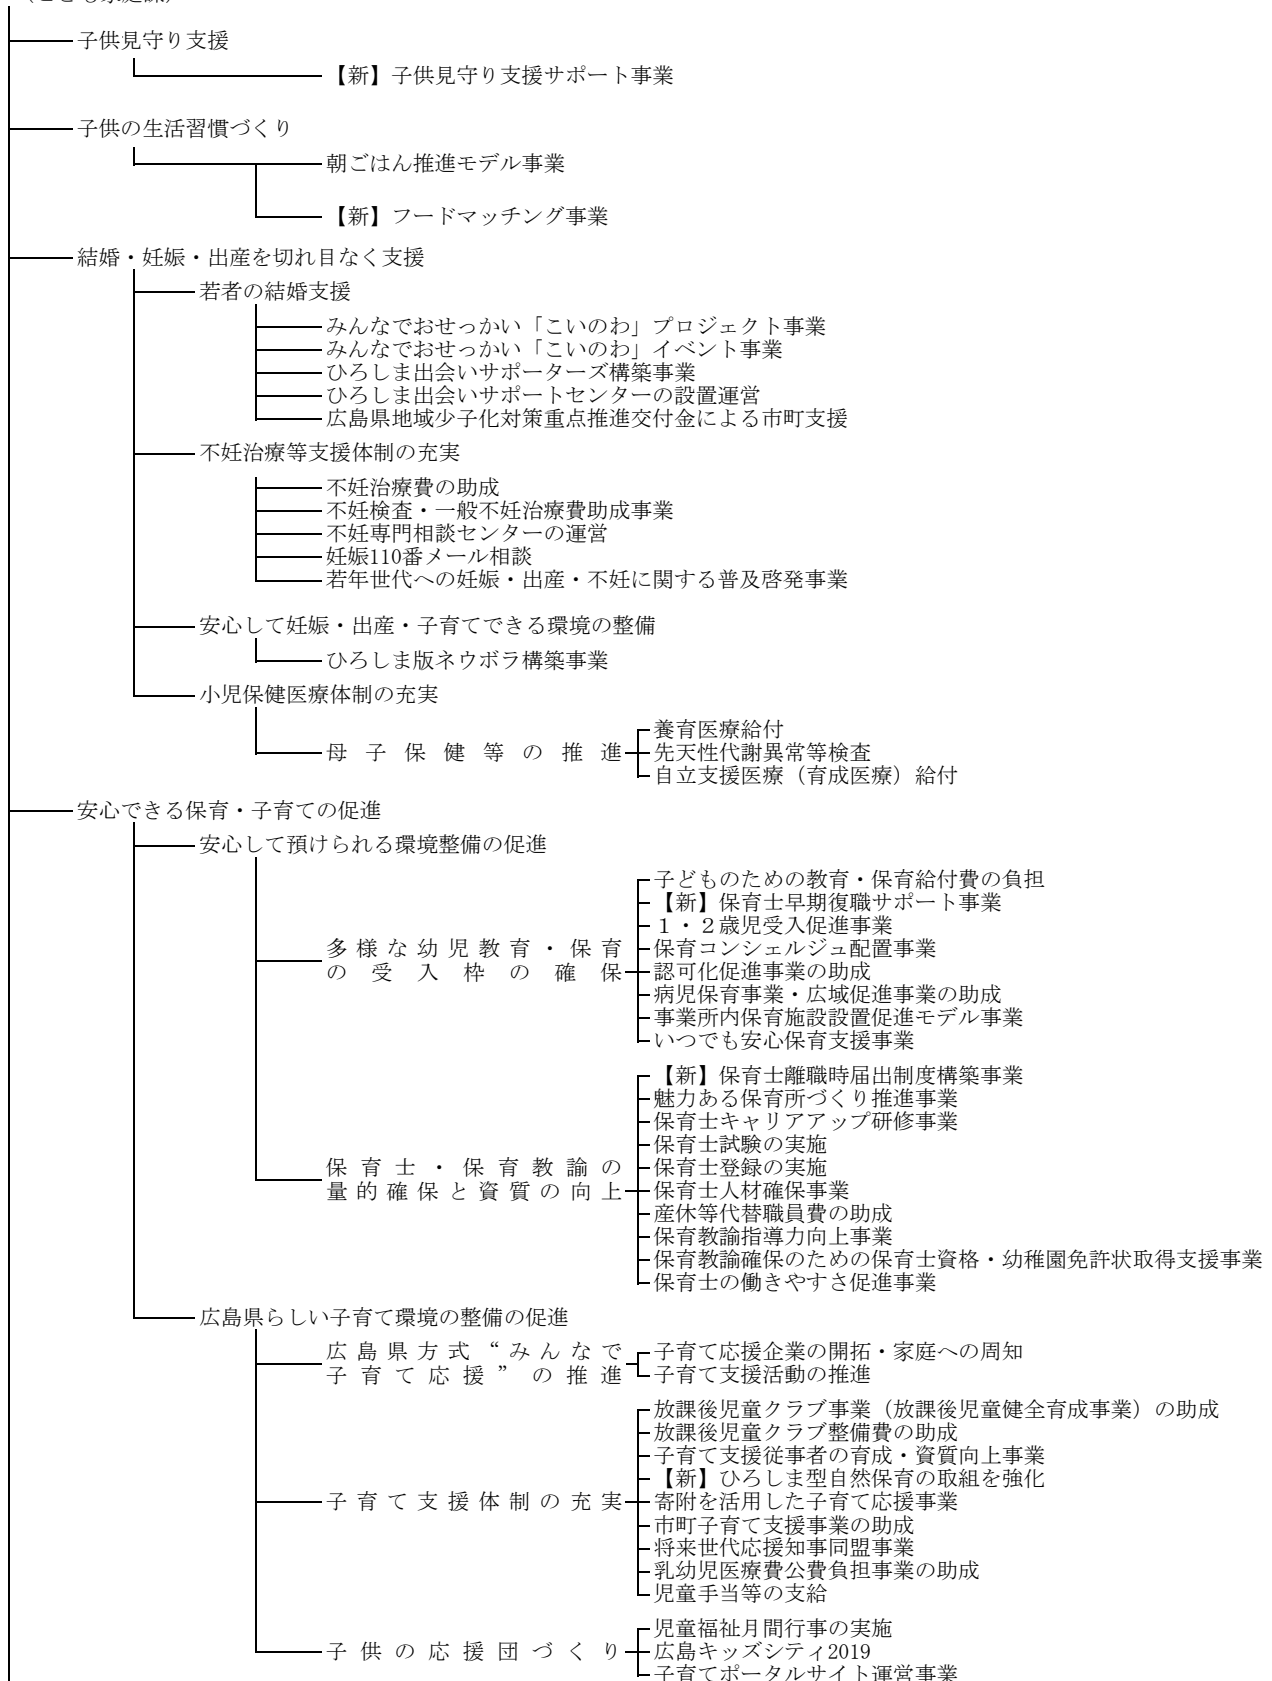 子供見守り支援
【新】子供見守り支援サポート事業
子供の生活習慣づくり
朝ごはん推進モデル事業
【新】フードマッチング事業
結婚・妊娠・出産を切れ目なく支援
若者の結婚支援
みんなでおせっかい「こいのわ」プロジェクト事業
みんなでおせっかい「こいのわ」イベント事業
ひろしま出会いサポーターズ構築事業
ひろしま出会いサポートセンターの設置運営
広島県地域少子化対策重点推進交付金による市町支援
不妊治療等支援体制の充実
不妊治療費の助成
不妊検査・一般不妊治療費助成事業
不妊専門相談センターの運営
妊娠110番メール相談
若年世代への妊娠・出産・不妊に関する普及啓発事業
安心して妊娠・出産・子育てできる環境の整備
ひろしま版ネウボラ構築事業
小児保健医療体制の充実
母子保健等の推進
養育医療給付
先天性代謝異常等検査
自立支援医療（育成医療）給付
安心できる保育・子育ての促進
安心して預けられる環境整備の促進
多様な幼児教育・保育
の受入枠の確保
子どものための教育・保育給付費の負担
【新】保育士早期復職サポート事業
１・２歳児受入促進事業
保育コンシェルジュ配置事業
認可化促進事業の助成
病児保育事業・広域促進事業の助成
事業所内保育施設設置促進モデル事業
いつでも安心保育支援事業
保育士・保育教諭の
量的確保と資質の向上
【新】保育士離職時届出制度構築事業
魅力ある保育所づくり推進事業
保育士キャリアアップ研修事業
保育士試験の実施
保育士登録の実施
保育士人材確保事業
産休等代替職員費の助成
保育教諭指導力向上事業
保育教諭確保のための保育士資格・幼稚園免許状取得支援事業
保育士の働きやすさ促進事業
広島県らしい子育て環境の整備の促進
広島県方式“みんなで
子育て応援”の推進
子育て応援企業の開拓・家庭への周知
子育て支援活動の推進
子育て支援体制の充実
放課後児童クラブ事業（放課後児童健全育成事業）の助成
放課後児童クラブ整備費の助成
子育て支援従事者の育成・資質向上事業
【新】ひろしま型自然保育の取組を強化
寄附を活用した子育て応援事業
市町子育て支援事業の助成
将来世代応援知事同盟事業
乳幼児医療費公費負担事業の助成
児童手当等の支給
子供の応援団づくり
児童福祉月間行事の実施
広島キッズシティ2019
子育てポータルサイト運営事業